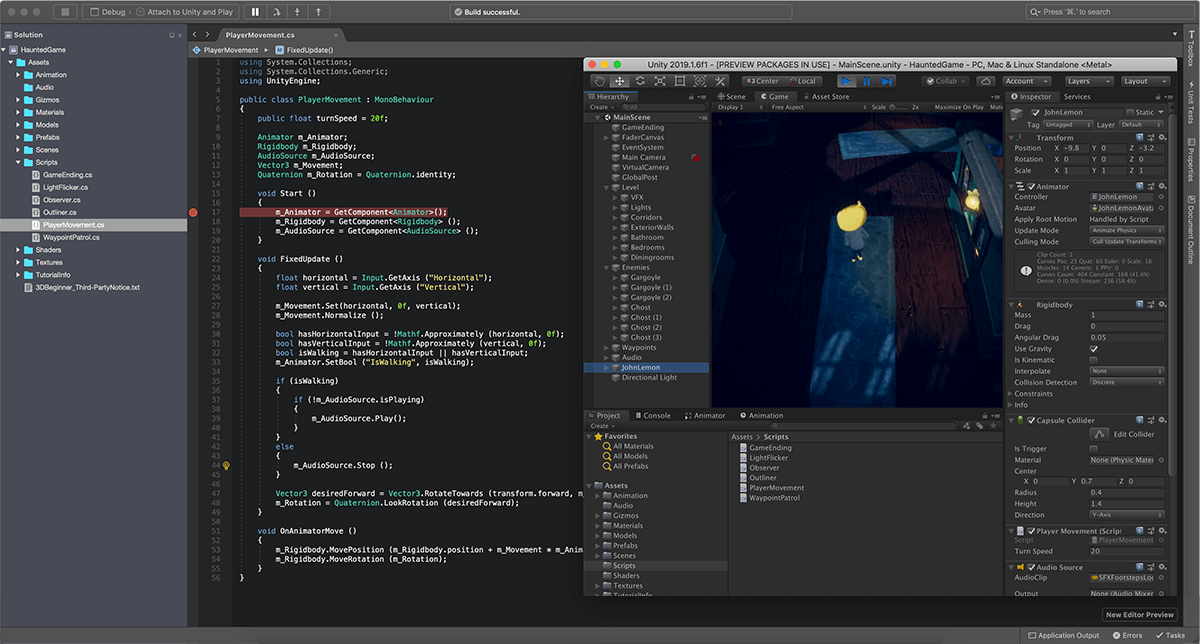 Debug › Attach to Unity and Play
Build successful.
Press '⌘.' to search
Solution
HauntedGame
Assets
Animation
Audio
Gizmos
Materials
Models
Prefabs
Scenes
Scripts
GameEnding.cs
LightFlicker.cs
Observer.cs
Outliner.cs
PlayerMovement.cs
WaypointPatrol.cs
Shaders
Textures
TutorialInfo
3DBeginner_Third-PartyNotice.txt
PlayerMovement.cs
PlayerMovement FixedUpdate()
1 using System.Collections;
2 using System.Collections.Generic;
3 using UnityEngine;
4
5 public class PlayerMovement : MonoBehaviour
6 {
7 public float turnSpeed = 20f;
8
9 Animator m_Animator;
10 Rigidbody m_Rigidbody;
11 AudioSource m_AudioSource;
12 Vector3 m_Movement;
13 Quaternion m_Rotation = Quaternion.identity;
14
15 void Start ()
16 {
17 m_Animator = GetComponent<Animator>();
18 m_Rigidbody = GetComponent<Rigidbody> ();
19 m_AudioSource = GetComponent<AudioSource> ();
20 }
21
22 void FixedUpdate ()
23 {
24 float horizontal = Input.GetAxis ("Horizontal");
25 float vertical = Input.GetAxis ("Vertical");
26
27 m_Movement.Set(horizontal, 0f, vertical);
28 m_Movement.Normalize ();
29
30 bool hasHorizontalInput = !Mathf.Approximately (horizontal, 0f);
31 bool hasVerticalInput = !Mathf.Approximately (vertical, 0f);
32 bool isWalking = hasHorizontalInput || hasVerticalInput;
33 m_Animator.SetBool ("IsWalking", isWalking);
34
35 if (isWalking)
36 {
37 if (!m_AudioSource.isPlaying)
38 {
39 m_AudioSource.Play();
40 }
41 }
42 else
43 {
44 m_AudioSource.Stop ();
45 }
46
47 Vector3 desiredForward = Vector3.RotateTowards (transform.forward, m_
48 m_Rotation = Quaternion.LookRotation (desiredForward);
49 }
50
51 void OnAnimatorMove ()
52 {
53 m_Rigidbody.MovePosition (m_Rigidbody.position + m_Movement * m_Anim
54 m_Rigidbody.MoveRotation (m_Rotation);
55 }
56 }
Unity 2019.1.6f1 - [PREVIEW PACKAGES IN USE] - MainScene.unity - HauntedGame - PC, Mac & Linux Standalone <Metal>
Center Local
Collab Account Layers Layout
Hierarchy
Create All
MainScene
GameEnding
FaderCanvas
EventSystem
Main Camera
VirtualCamera
GlobalPost
Level
VFX
Lights
Corridors
ExteriorWalls
Bathroom
Bedrooms
Diningrooms
Enemies
Gargoyle
Gargoyle (1)
Gargoyle (2)
Ghost
Ghost (1)
Ghost (2)
Ghost (3)
Waypoints
Audio
JohnLemon
Directional Light
Scene Game Asset Store
Display 1 Free Aspect Scale 2x Maximize On Play Mute
Inspector Services
JohnLemon Static
Tag Untagged Layer Default
Transform
Position X -9.8 Y 0 Z -3.2
Rotation X 0 Y 0 Z 0
Scale X 1 Y 1 Z 1
Animator
Controller JohnLemon
Avatar JohnLemonAvata
Apply Root Motion Handled by Script
Update Mode Animate Physics
Culling Mode Cull Update Transforms
Clip Count: 2
Curves Pos: 25 Quat: 65 Euler: 0 Scale: 18
Muscles: 14 Generic: 1 PPtr: 0
Curves Count: 404 Constant: 168 (41.6%)
Dense: 0 (0.0%) Stream: 236 (58.4%)
Rigidbody
Mass 1
Drag 0
Angular Drag 0.05
Use Gravity
Is Kinematic
Interpolate None
Collision Detection Discrete
Constraints
Info
Capsule Collider
Edit Collider
Is Trigger
Material None (Physic Mater
Center
X 0 Y 0.7 Z 0
Radius 0.4
Height 1.4
Direction Y-Axis
Player Movement (Script
Script PlayerMovement
Turn Speed 20
Audio Source
AudioClip SFXFootstepsLoo
Output None (Audio Mixer
Project Console Animator Animation
Create
Favorites
All Materials
All Models
All Prefabs
Assets
Animation
Audio
Gizmos
Materials
Models
Prefabs
Scenes
Scripts
Shaders
Textures
TutorialInfo
Assets > Scripts
GameEnding
LightFlicker
Observer
Outliner
PlayerMovement
WaypointPatrol
Toolbox
Unit Tests
Properties
Document Outline
New Editor Preview
Application Output Errors Tasks